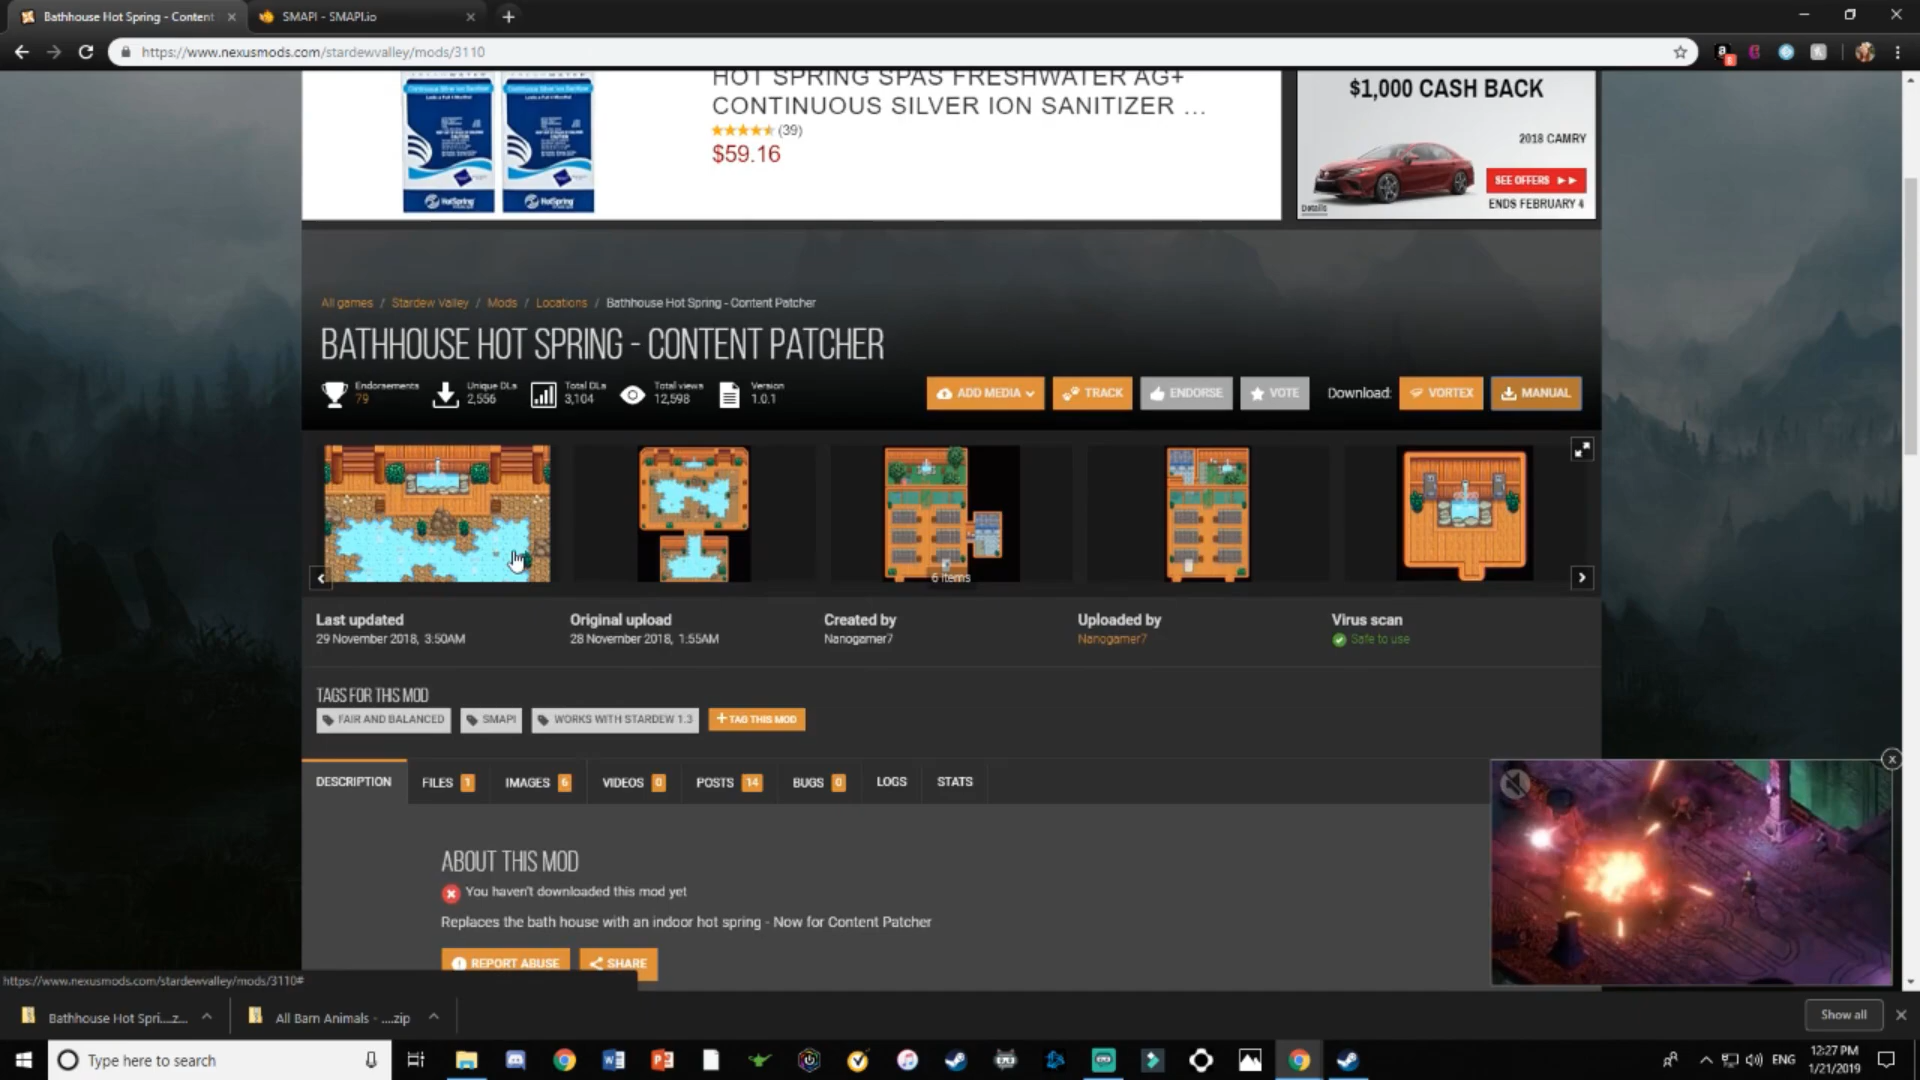 Bathhouse Hot Spring - Content
SMAPI - SMAPI.io
https://www.nexusmods.com/stardewvalley/mods/3110
HOT SPRING SPAS FRESHWATER AG+
CONTINUOUS SILVER ION SANITIZER ...
(39)
$59.16
HotSpring
HotSpring
$1,000 CASH BACK
2018 CAMRY
SEE OFFERS
Details
ENDS FEBRUARY 4
All games / Stardew Valley / Mods / Locations / Bathhouse Hot Spring - Content Patcher
BATHHOUSE HOT SPRING - CONTENT PATCHER
Endorsements
79
Unique DLs
2,556
Total DLs
3,104
Total views
12,598
Version
1.0.1
ADD MEDIA
TRACK
ENDORSE
VOTE
Download:
VORTEX
MANUAL
6 items
Last updated
29 November 2018, 3:50AM
Original upload
28 November 2018, 1:55AM
Created by
Nanogamer7
Uploaded by
Nanogamer7
Virus scan
Safe to use
TAGS FOR THIS MOD
FAIR AND BALANCED
SMAPI
WORKS WITH STARDEW 1.3
+ TAG THIS MOD
DESCRIPTION
FILES 1
IMAGES 6
VIDEOS 0
POSTS 14
BUGS 0
LOGS
STATS
ABOUT THIS MOD
You haven't downloaded this mod yet
Replaces the bath house with an indoor hot spring - Now for Content Patcher
REPORT ABUSE
SHARE
https://www.nexusmods.com/stardewvalley/mods/3110#
Bathhouse Hot Spri....z...
All Barn Animals - ....zip
Show all
Type here to search
ENG
12:27 PM
1/21/2019